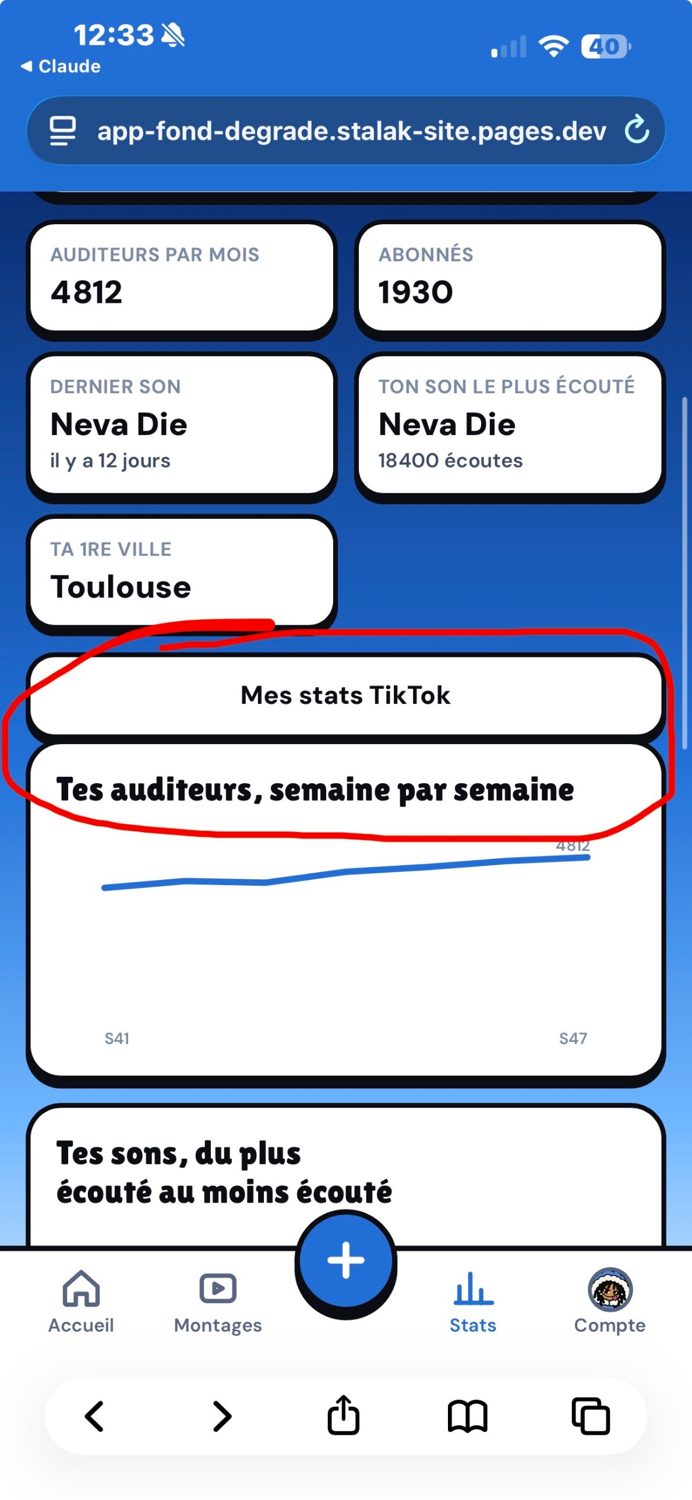 12:33
◀ Claude
40
app-fond-degrade.stalak-site.pages.dev
AUDITEURS PAR MOIS
4812
ABONNÉS
1930
DERNIER SON
Neva Die
il y a 12 jours
TON SON LE PLUS ÉCOUTÉ
Neva Die
18400 écoutes
TA 1RE VILLE
Toulouse
Mes stats TikTok
Tes auditeurs, semaine par semaine
4812
S41
S47
Tes sons, du plus
écouté au moins écouté
Accueil
Montages
Stats
Compte